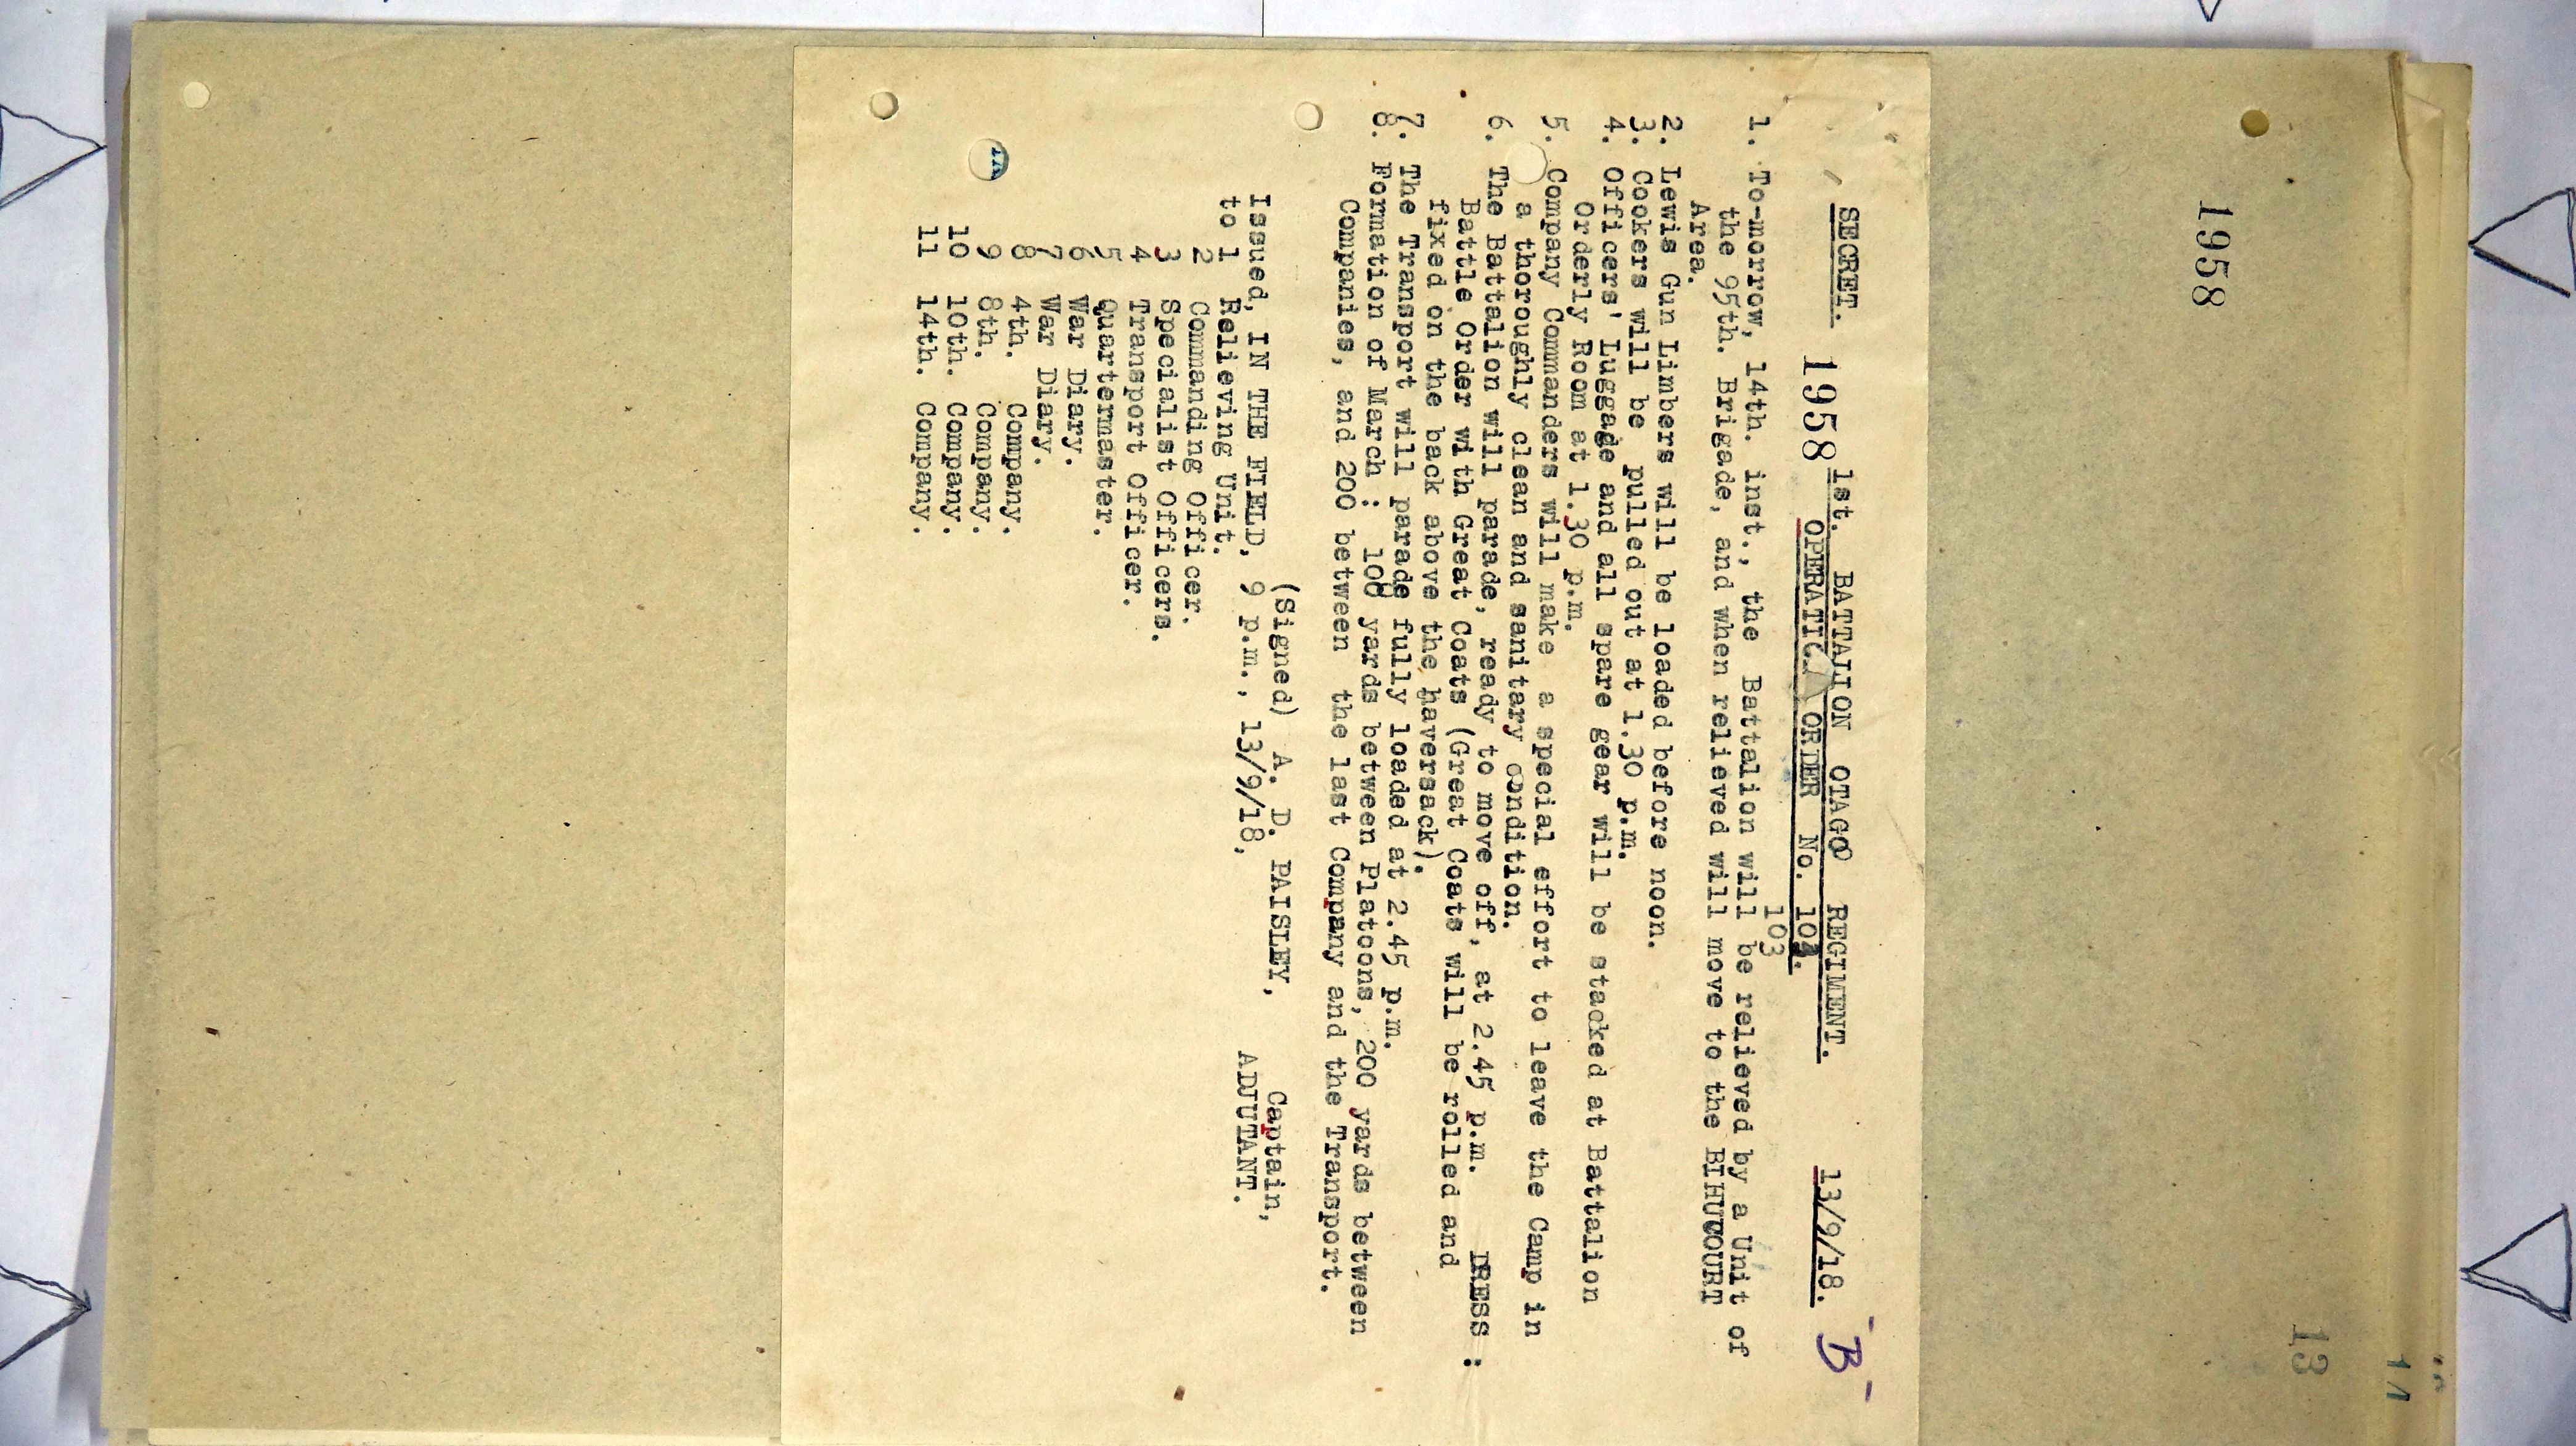 1958
13
11
SECRET. 1st. BATTALION OTAGO REGIMENT. 13/9/18. -B-
1958 OPERATION ORDER No. 103.
103
1. To-morrow, 14th. inst., the Battalion will be relieved by a Unit of
the 95th. Brigade, and when relieved will move to the BIHUCOURT
Area.
2. Lewis Gun Limbers will be loaded before noon.
3. Cookers will be pulled out at 1.30 p.m.
4. Officers' Luggage and all spare gear will be stacked at Battalion
Orderly Room at 1.30 p.m.
5. Company Commanders will make a special effort to leave the Camp in
a thoroughly clean and sanitary condition.
6. The Battalion will parade, ready to move off, at 2.45 p.m. DRESS :
Battle Order with Great Coats (Great Coats will be rolled and
fixed on the back above the haversack).
7. The Transport will parade fully loaded at 2.45 p.m.
8. Formation of March : 100 yards between Platoons, 200 yards between
Companies, and 200 between the last Company and the Transport.
(Signed) A. D. PAISLEY, Captain,
Issued, IN THE FIELD, 9 p.m., 13/9/18, ADJUTANT.
to 1 Relieving Unit.
2 Commanding Officer.
3 Specialist Officers.
4 Transport Officer.
5 Quartermaster.
6 War Diary.
7 War Diary.
8 4th. Company.
9 8th. Company.
10 10th. Company.
11 14th. Company.